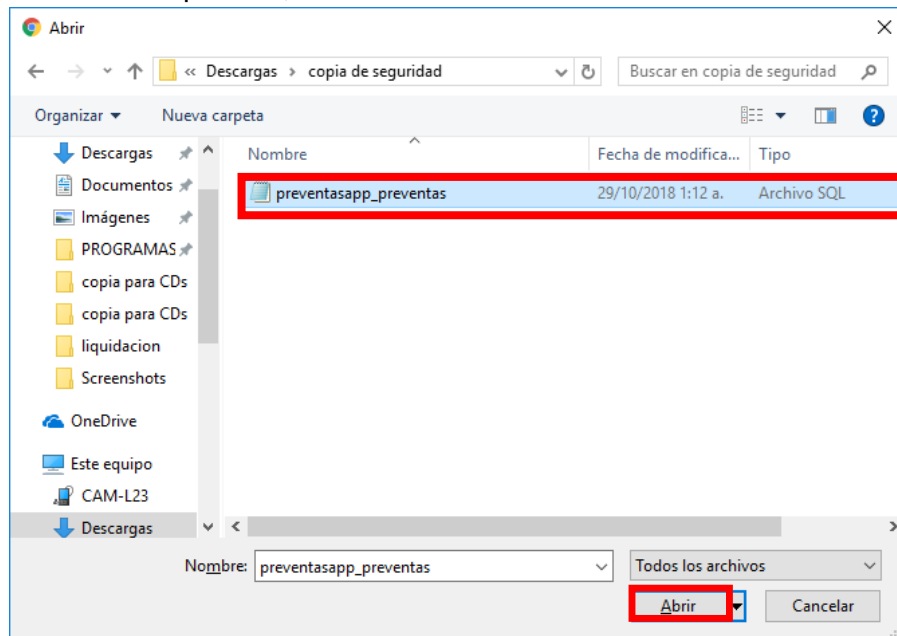 Abrir
« Descargas › copia de seguridad
Buscar en copia de seguridad
Organizar
Nueva carpeta
?
Descargas
Nombre
Fecha de modifica...
Tipo
Documentos
preventasapp_preventas
29/10/2018 1:12 a.
Archivo SQL
Imágenes
PROGRAMAS
copia para CDs
copia para CDs
liquidacion
Screenshots
OneDrive
Este equipo
CAM-L23
Descargas
Nombre:
preventasapp_preventas
Todos los archivos
Abrir
Cancelar